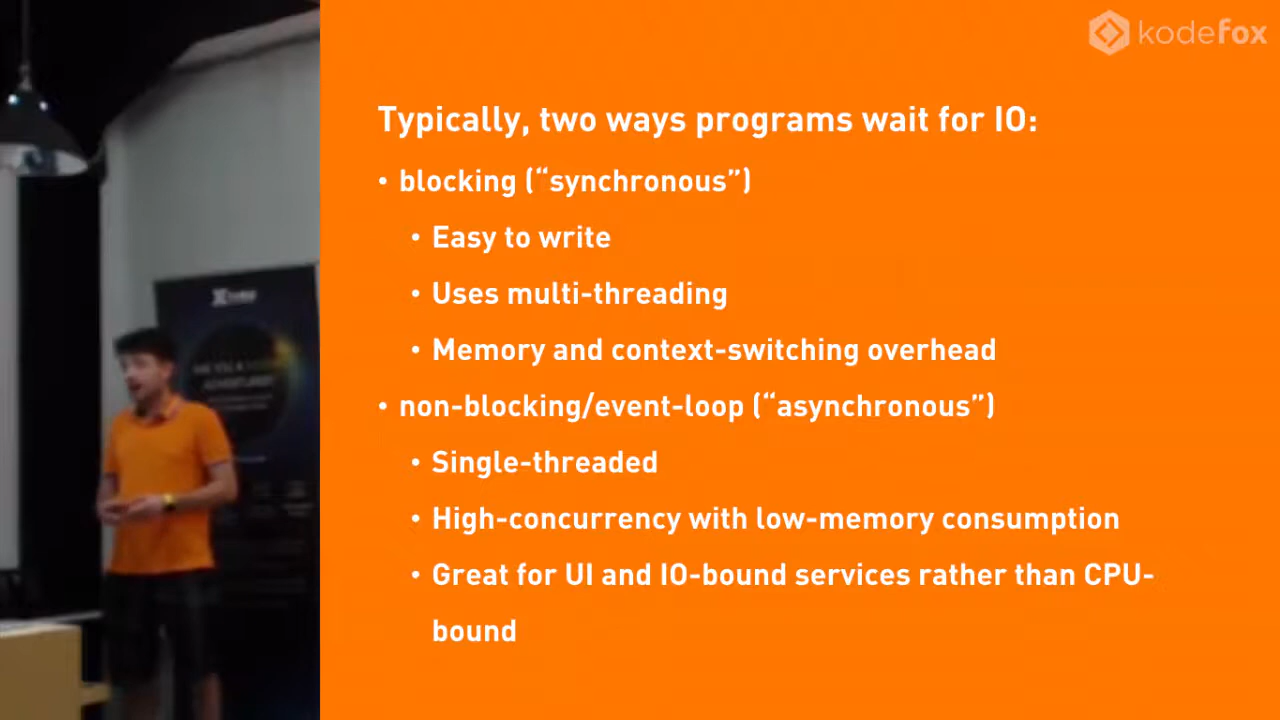 kodefox
Typically, two ways programs wait for IO:
• blocking (“synchronous”)
• Easy to write
• Uses multi-threading
• Memory and context-switching overhead
• non-blocking/event-loop (“asynchronous”)
• Single-threaded
• High-concurrency with low-memory consumption
• Great for UI and IO-bound services rather than CPU-
bound